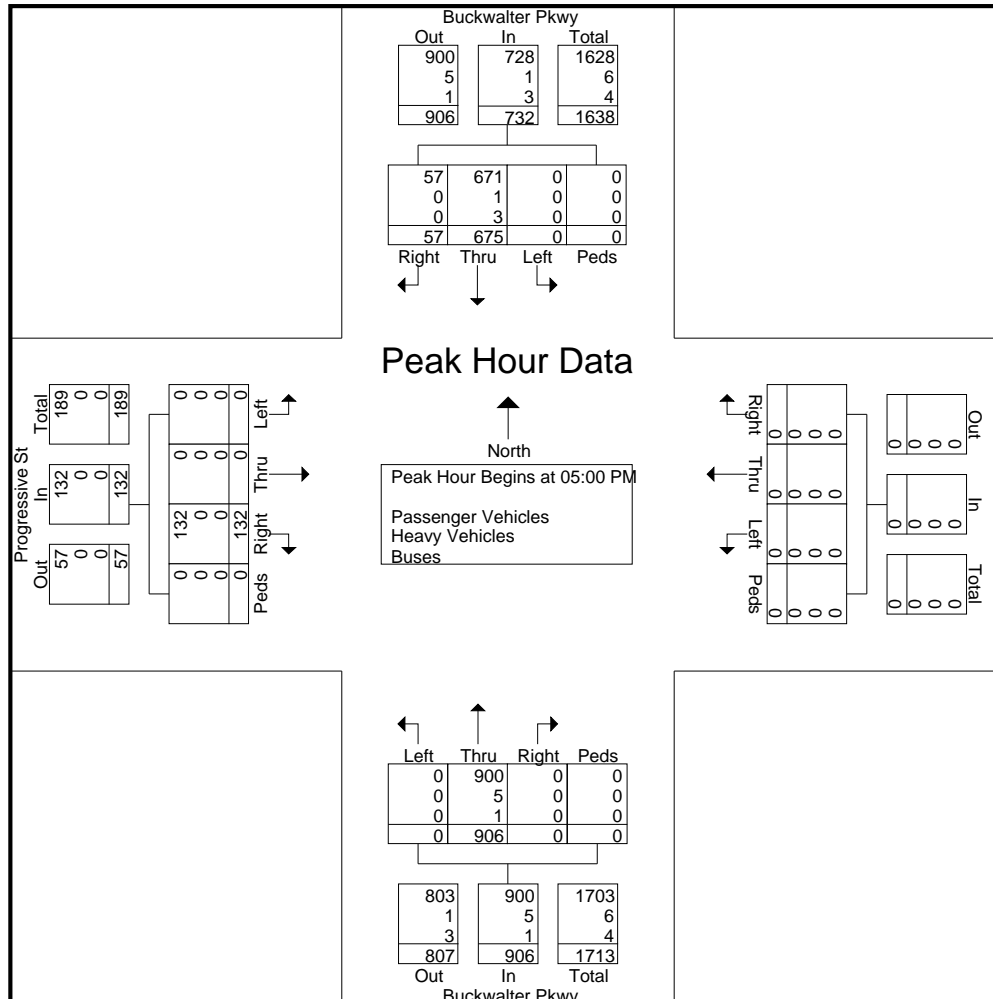 Buckwalter Pkwy
Out In Total
900 728 1628
5 1 6
1 3 4
906 732 1638
57 671 0 0
0 1 0 0
0 3 0 0
57 675 0 0
Right Thru Left Peds
Peak Hour Data
North
Peak Hour Begins at 05:00 PM
Passenger Vehicles
Heavy Vehicles
Buses
Progressive St
Total In Out
189 132 57
0 0 0
0 0 0
189 132 57
0 0 132 0
0 0 0 0
0 0 0 0
0 0 132 0
Left Thru Right Peds
Right Thru Left Peds
0 0 0 0
0 0 0 0
0 0 0 0
0 0 0 0
Out In Total
0 0 0
0 0 0
0 0 0
0 0 0
Left Thru Right Peds
0 900 0 0
0 5 0 0
0 1 0 0
0 906 0 0
803 900 1703
1 5 6
3 1 4
807 906 1713
Out In Total
Buckwalter Pkwy